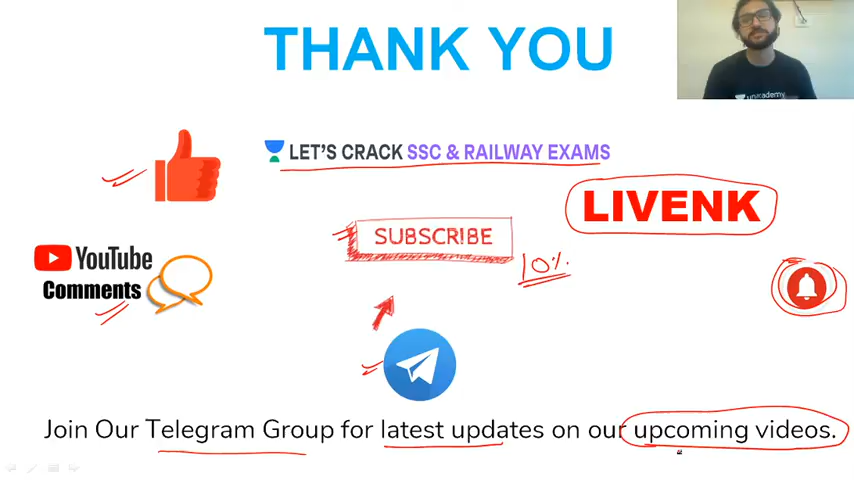 THANK YOU
unacademy
LET'S CRACK SSC & RAILWAY EXAMS
LIVENK
SUBSCRIBE
10%
YouTube
Comments
Join Our Telegram Group for latest updates on our upcoming videos.